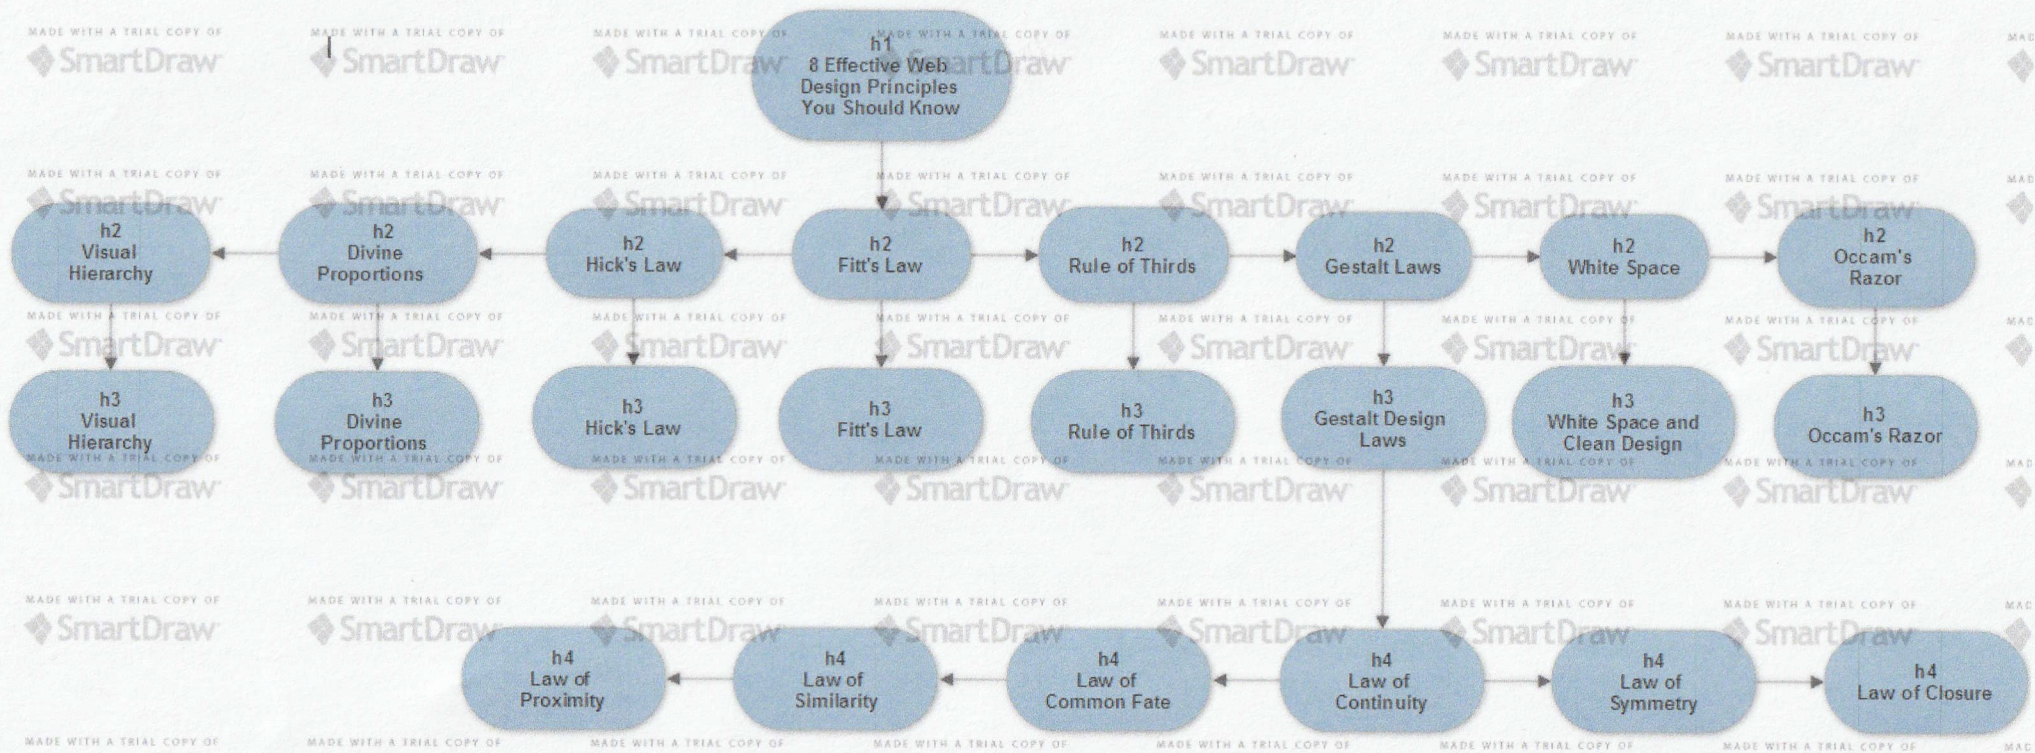 MADE WITH A TRIAL COPY OF
SmartDraw
h1
8 Effective Web
Design Principles
You Should Know
h2
Visual
Hierarchy
h2
Divine
Proportions
h2
Hick's Law
h2
Fitt's Law
h2
Rule of Thirds
h2
Gestalt Laws
h2
White Space
h2
Occam's
Razor
h3
Visual
Hierarchy
h3
Divine
Proportions
h3
Hick's Law
h3
Fitt's Law
h3
Rule of Thirds
h3
Gestalt Design
Laws
h3
White Space and
Clean Design
h3
Occam's Razor
h4
Law of
Proximity
h4
Law of
Similarity
h4
Law of
Common Fate
h4
Law of
Continuity
h4
Law of
Symmetry
h4
Law of Closure